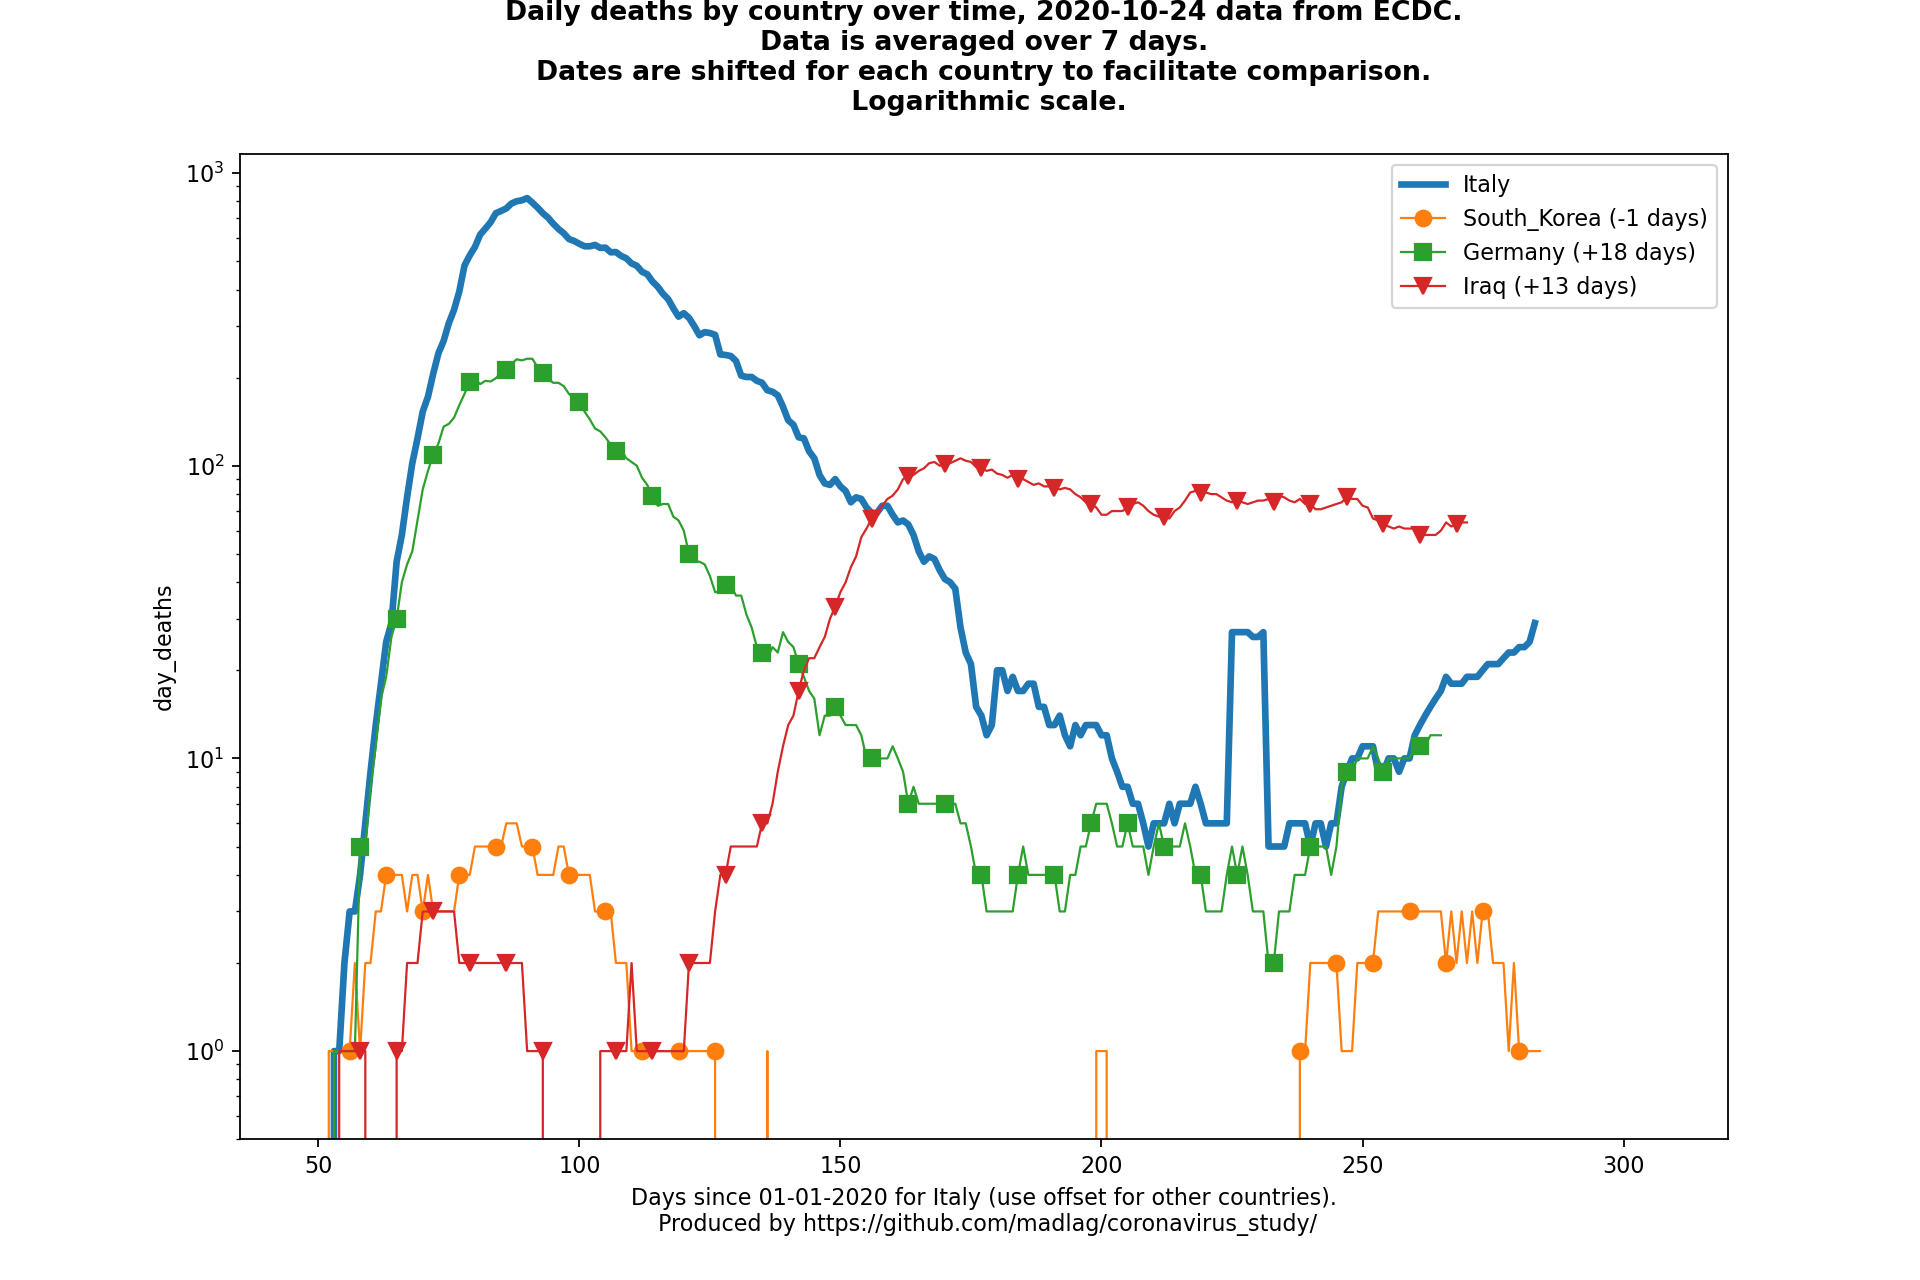 Daily deaths by country over time, 2020-10-24 data from ECDC.
Data is averaged over 7 days.
Dates are shifted for each country to facilitate comparison.
Logarithmic scale.
10³
10²
10¹
10⁰
day_deaths
Italy
South_Korea (-1 days)
Germany (+18 days)
Iraq (+13 days)
50 100 150 200 250 300
Days since 01-01-2020 for Italy (use offset for other countries).
Produced by https://github.com/madlag/coronavirus_study/